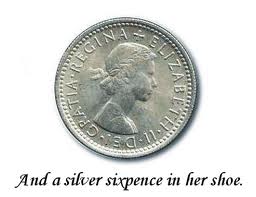 + ELIZABETH·II·DEI·GRATIA·REGINA
And a silver sixpence in her shoe.